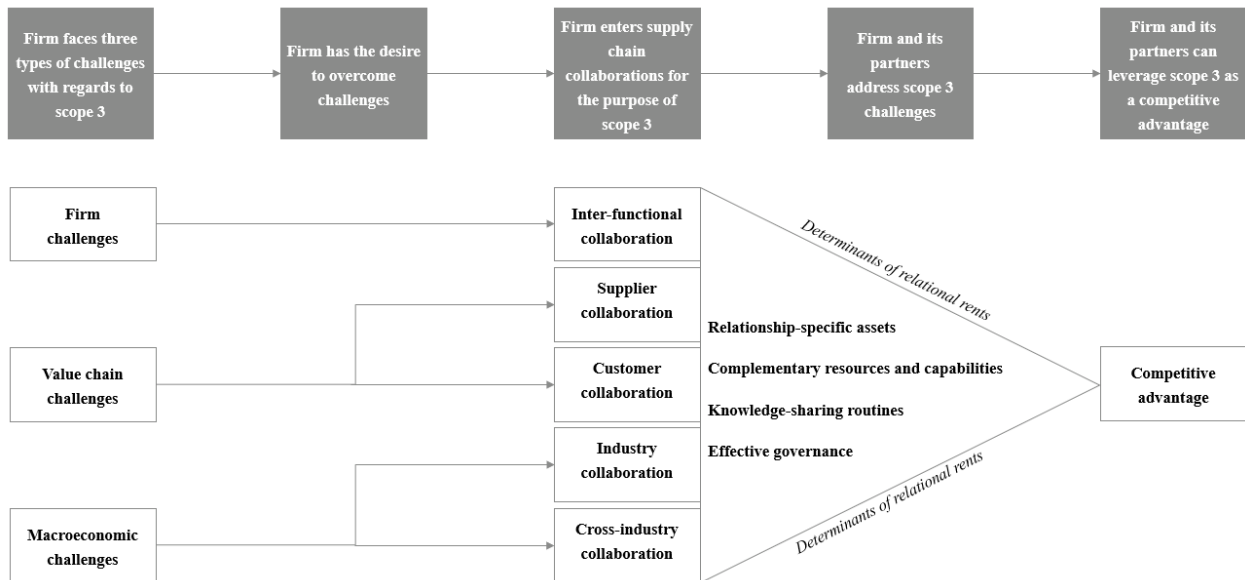 Firm faces three
types of challenges
with regards to
scope 3
Firm has the desire
to overcome
challenges
Firm enters supply
chain
collaborations for
the purpose of
scope 3
Firm and its
partners
address scope 3
challenges
Firm and its
partners can
leverage scope 3 as
a competitive
advantage
Firm
challenges
Inter-functional
collaboration
Determinants of relational rents
Supplier
collaboration
Relationship-specific assets
Value chain
challenges
Customer
collaboration
Complementary resources and capabilities
Competitive
advantage
Knowledge-sharing routines
Industry
collaboration
Effective governance
Determinants of relational rents
Macroeconomic
challenges
Cross-industry
collaboration